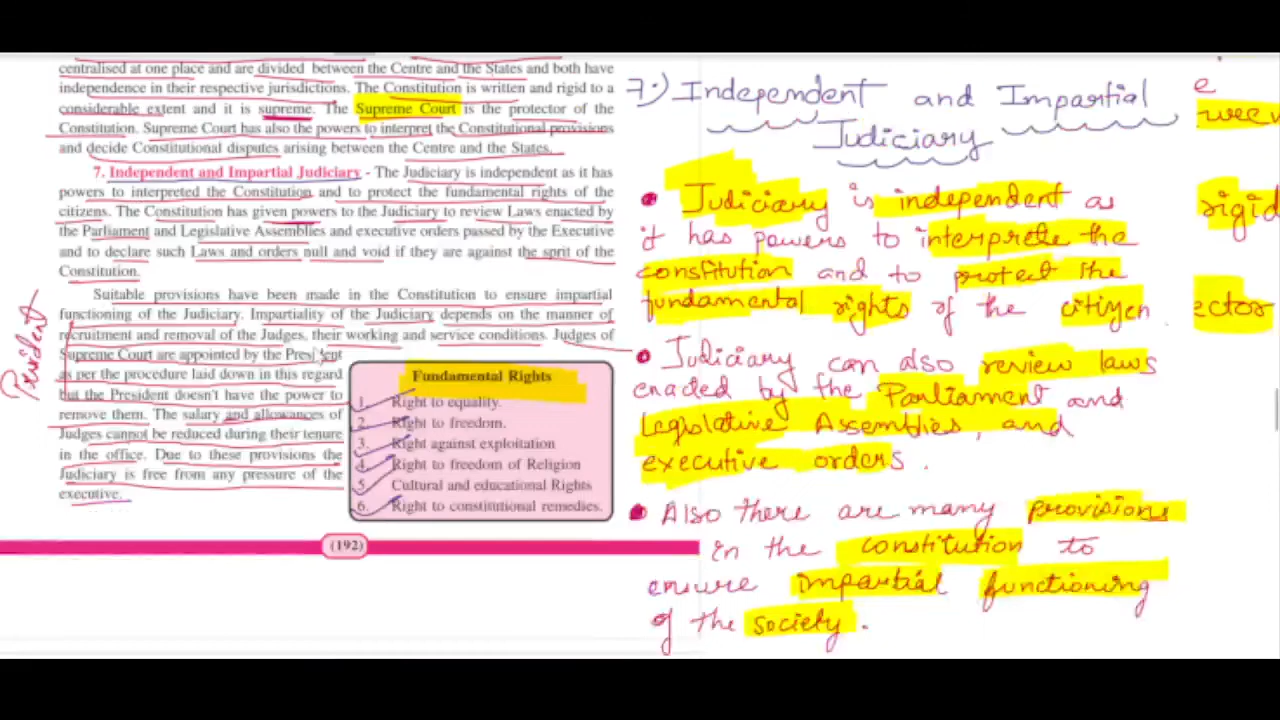 centralised at one place and are divided between the Centre and the States and both have
independence in their respective jurisdictions. The Constitution is written and rigid to a
considerable extent and it is supreme. The Supreme Court is the protector of the
Constitution. Supreme Court has also the powers to interpret the Constitutional provisions
and decide Constitutional disputes arising between the Centre and the States.
7. Independent and Impartial Judiciary - The Judiciary is independent as it has
powers to interpreted the Constitution and to protect the fundamental rights of the
citizens. The Constitution has given powers to the Judiciary to review Laws enacted by
the Parliament and Legislative Assemblies and executive orders passed by the Executive
and to declare such Laws and orders null and void if they are against the sprit of the
Constitution.
Suitable provisions have been made in the Constitution to ensure impartial
functioning of the Judiciary. Impartiality of the Judiciary depends on the manner of
recruitment and removal of the Judges, their working and service conditions. Judges of
Supreme Court are appointed by the President
as per the procedure laid down in this regard
but the President doesn't have the power to
remove them. The salary and allowances of
Judges cannot be reduced during their tenure
in the office. Due to these provisions the
Judiciary is free from any pressure of the
executive.
President
Fundamental Rights
1. Right to equality.
2. Right to freedom.
3. Right against exploitation
4. Right to freedom of Religion
5. Cultural and educational Rights
6. Right to constitutional remedies.
(192)
7.) Independent and Impartial
Judiciary
• Judiciary is independent as
it has powers to interprete the
constitution and to protect the
fundamental rights of the citizen.
• Judiciary can also review laws
enacted by the Parliament and
Legislative Assemblies, and
executive orders.
• Also there are many provisions
in the constitution to
ensure impartial functioning
of the society.
e
rigid
ector